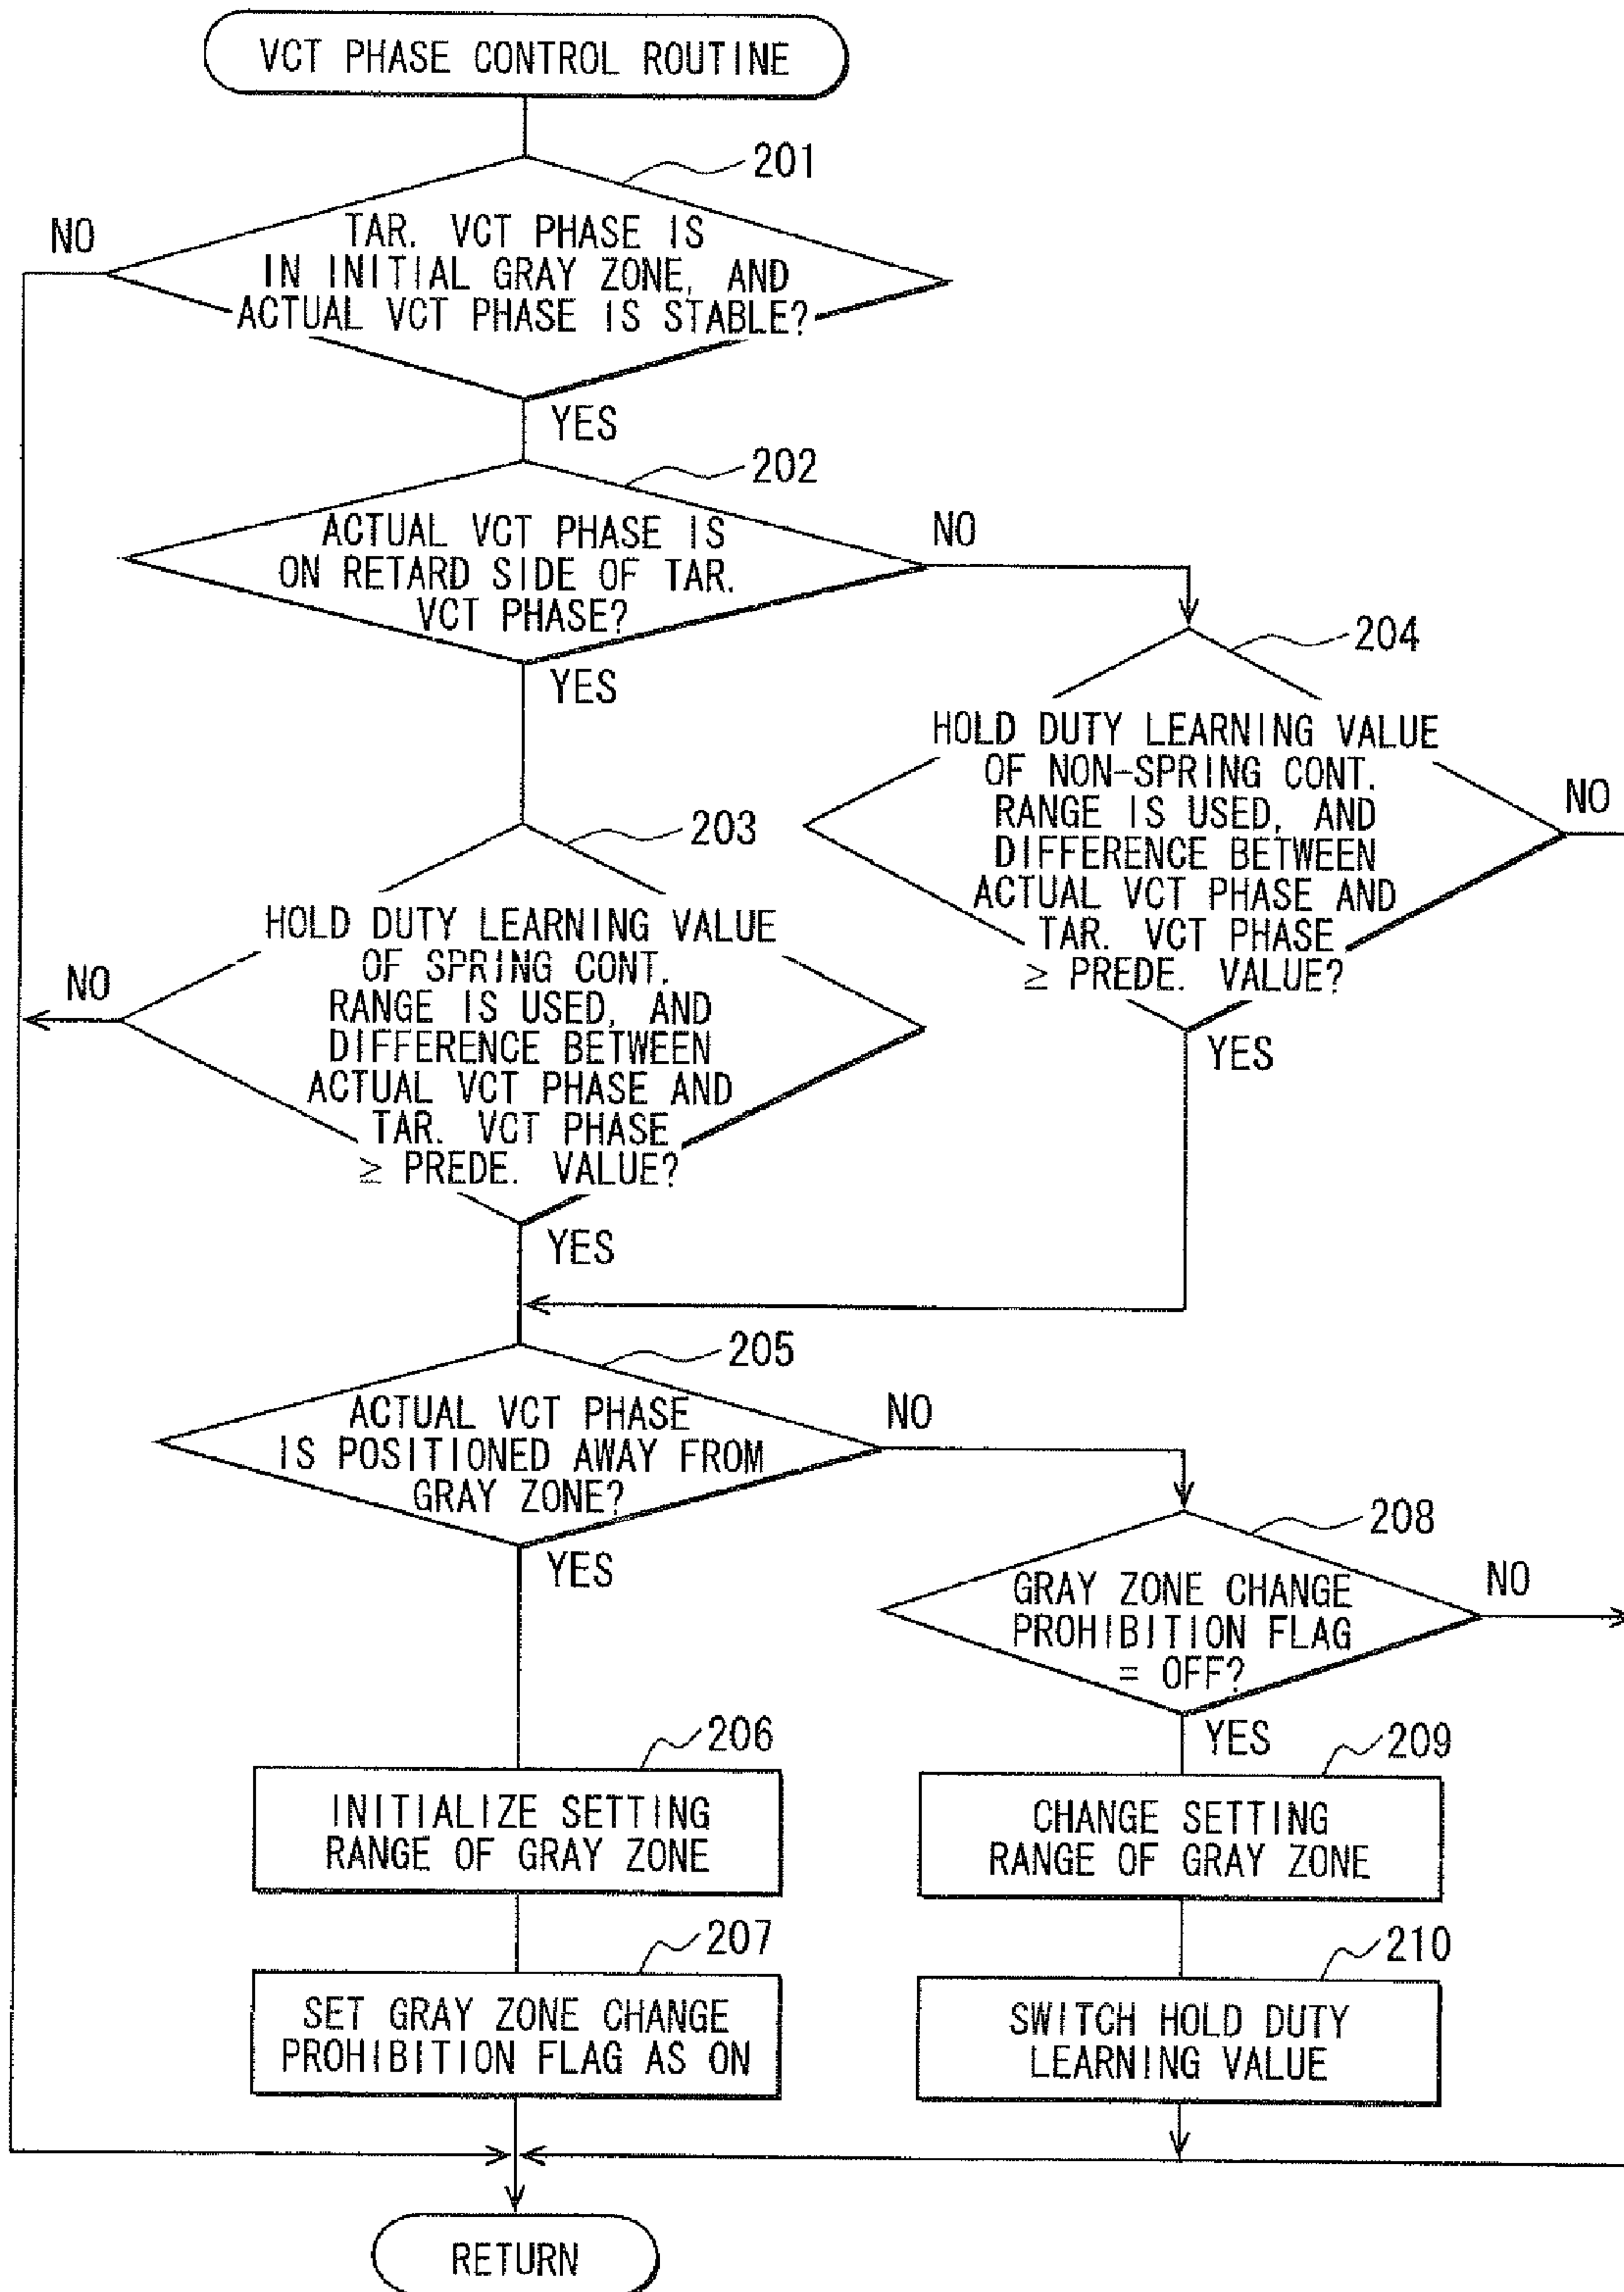 VCT PHASE CONTROL ROUTINE
201
NO
TAR. VCT PHASE IS
IN INITIAL GRAY ZONE, AND
ACTUAL VCT PHASE IS STABLE?
YES
202
ACTUAL VCT PHASE IS
ON RETARD SIDE OF TAR.
VCT PHASE?
NO
YES
204
HOLD DUTY LEARNING VALUE
OF NON-SPRING CONT.
RANGE IS USED, AND
DIFFERENCE BETWEEN
ACTUAL VCT PHASE AND
TAR. VCT PHASE
≥ PREDE. VALUE?
NO
YES
203
HOLD DUTY LEARNING VALUE
OF SPRING CONT.
RANGE IS USED, AND
DIFFERENCE BETWEEN
ACTUAL VCT PHASE AND
TAR. VCT PHASE
≥ PREDE. VALUE?
NO
YES
205
ACTUAL VCT PHASE
IS POSITIONED AWAY FROM
GRAY ZONE?
NO
YES
208
GRAY ZONE CHANGE
PROHIBITION FLAG
= OFF?
NO
YES
206
INITIALIZE SETTING
RANGE OF GRAY ZONE
209
CHANGE SETTING
RANGE OF GRAY ZONE
207
SET GRAY ZONE CHANGE
PROHIBITION FLAG AS ON
210
SWITCH HOLD DUTY
LEARNING VALUE
RETURN